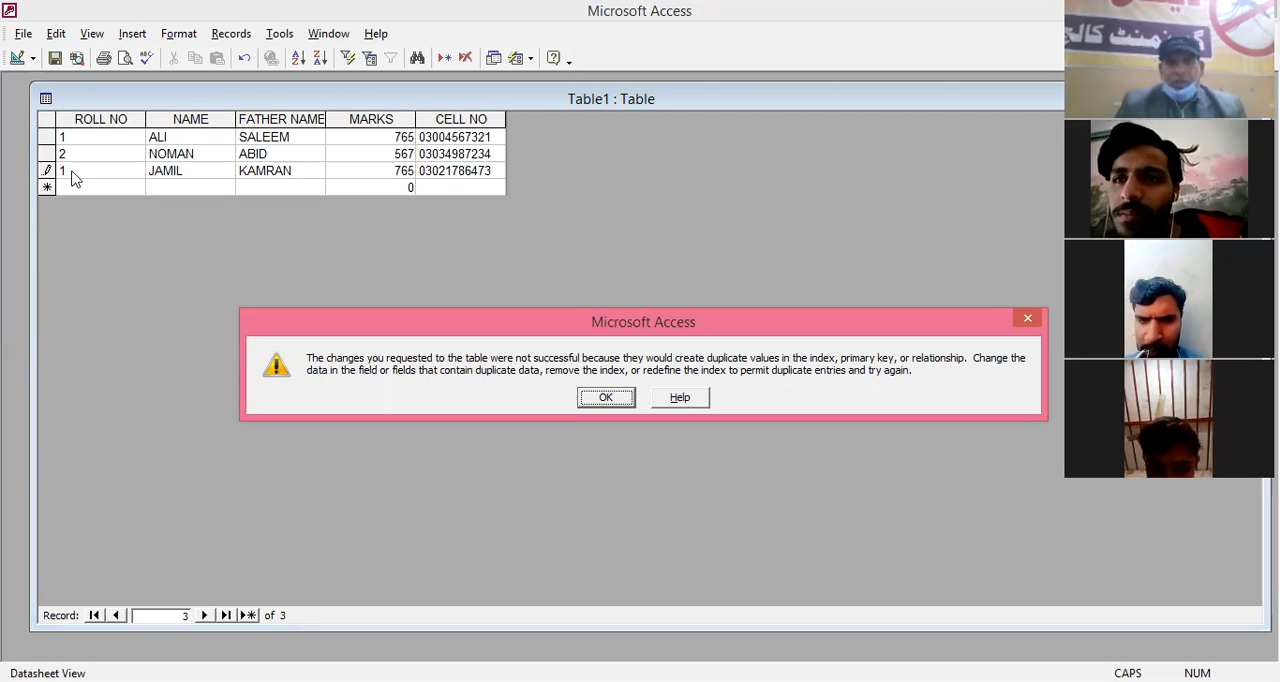 Microsoft Access
File Edit View Insert Format Records Tools Window Help
Table1 : Table
ROLL NO NAME FATHER NAME MARKS CELL NO
1 ALI SALEEM 765 03004567321
2 NOMAN ABID 567 03034987234
1 JAMIL KAMRAN 765 03021786473
0
Microsoft Access
The changes you requested to the table were not successful because they would create duplicate values in the index, primary key, or relationship. Change the
data in the field or fields that contain duplicate data, remove the index, or redefine the index to permit duplicate entries and try again.
OK Help
Record: 3 of 3
Datasheet View CAPS NUM
گورنمنٹ کالج